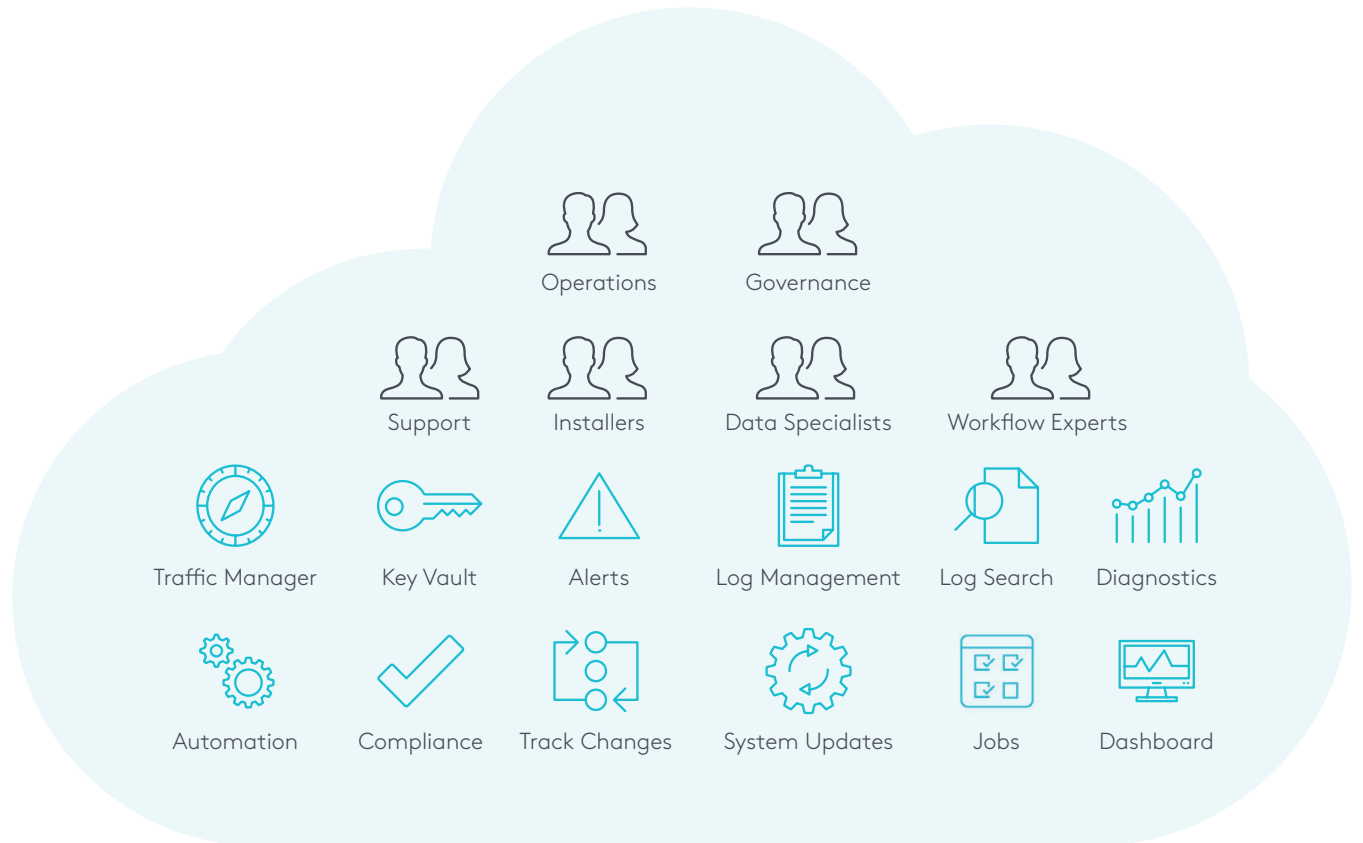 Operations
Governance
Support
Installers
Data Specialists
Workflow Experts
Traffic Manager
Key Vault
Alerts
Log Management
Log Search
Diagnostics
Automation
Compliance
Track Changes
System Updates
Jobs
Dashboard